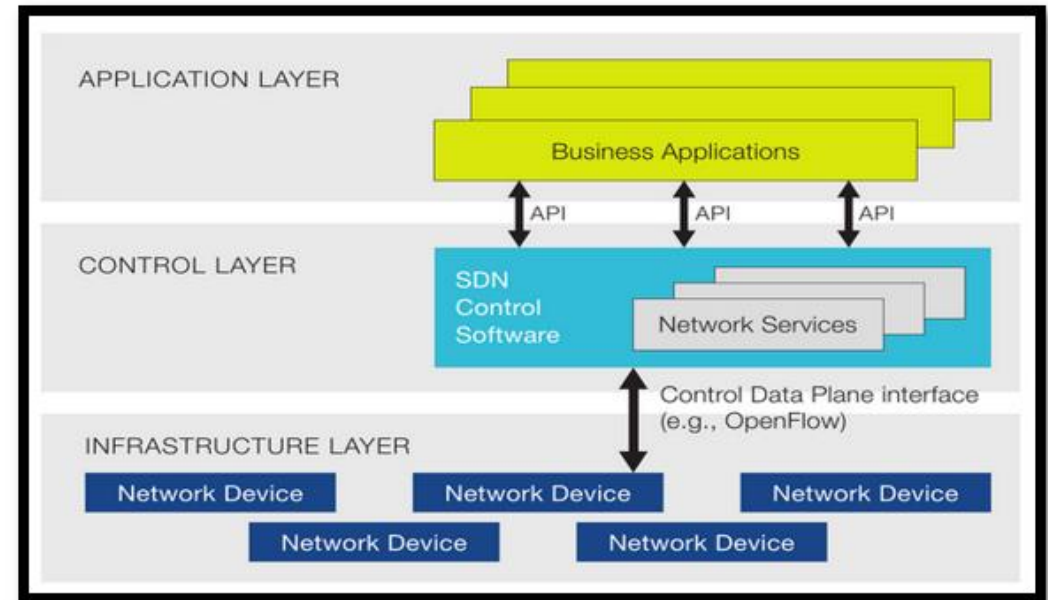 APPLICATION LAYER
Business Applications
API
API
API
CONTROL LAYER
SDN
Control
Software
Network Services
Control Data Plane interface
(e.g., OpenFlow)
INFRASTRUCTURE LAYER
Network Device
Network Device
Network Device
Network Device
Network Device